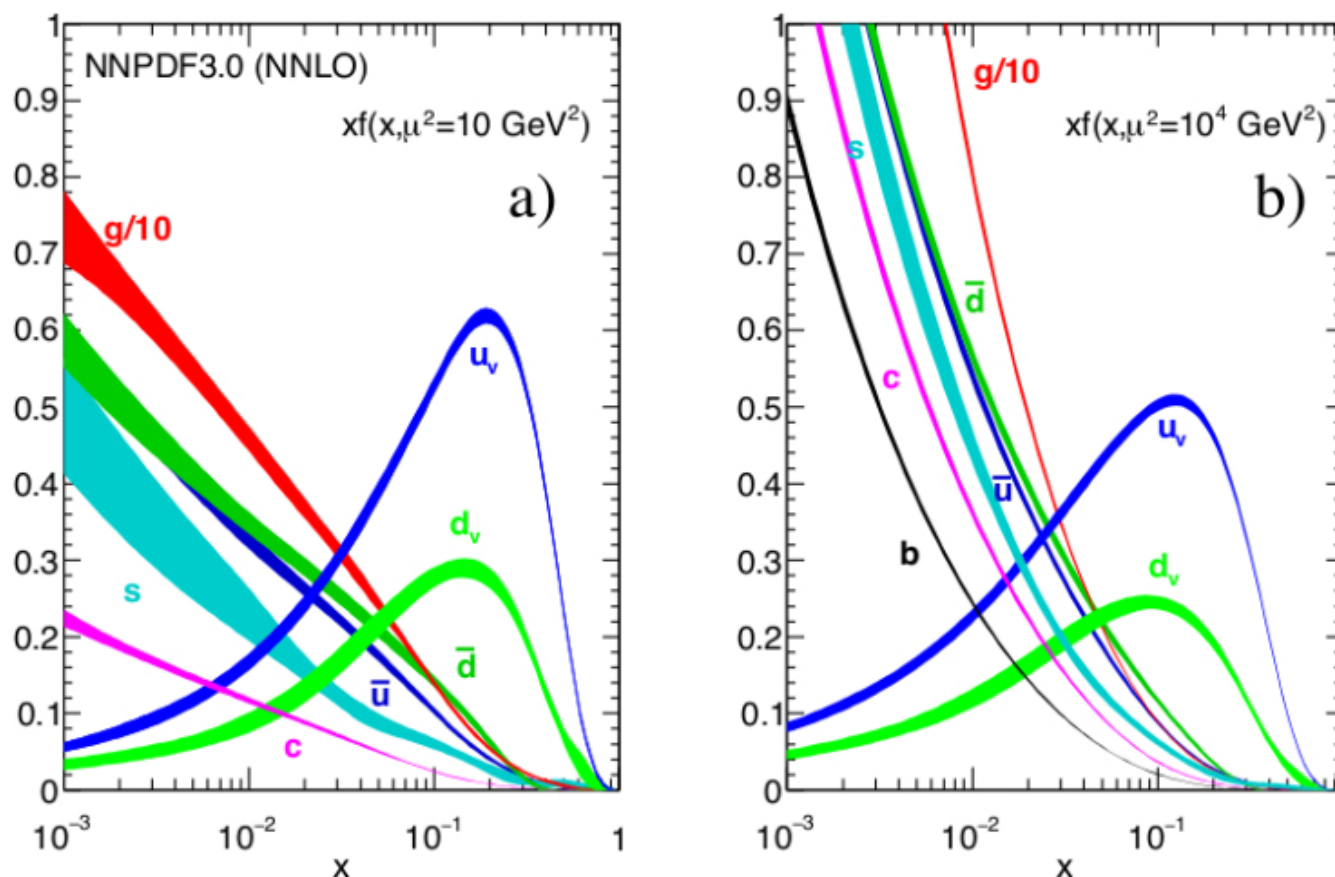 NNPDF3.0 (NNLO)
xf(x,μ²=10 GeV²)
a)
g/10
u_v
d_v
s
d̄
ū
c
1
0.9
0.8
0.7
0.6
0.5
0.4
0.3
0.2
0.1
0
10⁻³
10⁻²
10⁻¹
1
x
g/10
xf(x,μ²=10⁴ GeV²)
s
b)
d̄
c
u_v
ū
b
d_v
1
0.9
0.8
0.7
0.6
0.5
0.4
0.3
0.2
0.1
0
10⁻³
10⁻²
10⁻¹
x